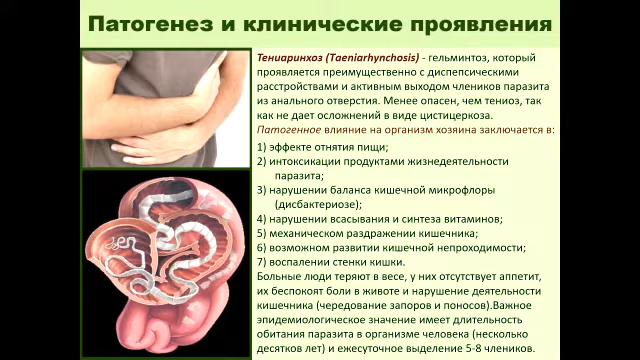 Патогенез и клинические проявления
Тениаринхоз (Taeniarhynchosis) - гельминтоз, который
проявляется преимущественно с диспепсическими
расстройствами и активным выходом члеников паразита
из анального отверстия. Менее опасен, чем тениоз, так
как не дает осложнений в виде цистицеркоза.
Патогенное влияние на организм хозяина заключается в:
1) эффекте отнятия пищи;
2) интоксикации продуктами жизнедеятельности
паразита;
3) нарушении баланса кишечной микрофлоры
(дисбактериозе);
4) нарушении всасывания и синтеза витаминов;
5) механическом раздражении кишечника;
6) возможном развитии кишечной непроходимости;
7) воспалении стенки кишки.
Больные люди теряют в весе, у них отсутствует аппетит,
их беспокоят боли в животе и нарушение деятельности
кишечника (чередование запоров и поносов).Важное
эпидемиологическое значение имеет длительность
обитания паразита в организме человека (несколько
десятков лет) и ежесуточное выделение 5-8 члеников.